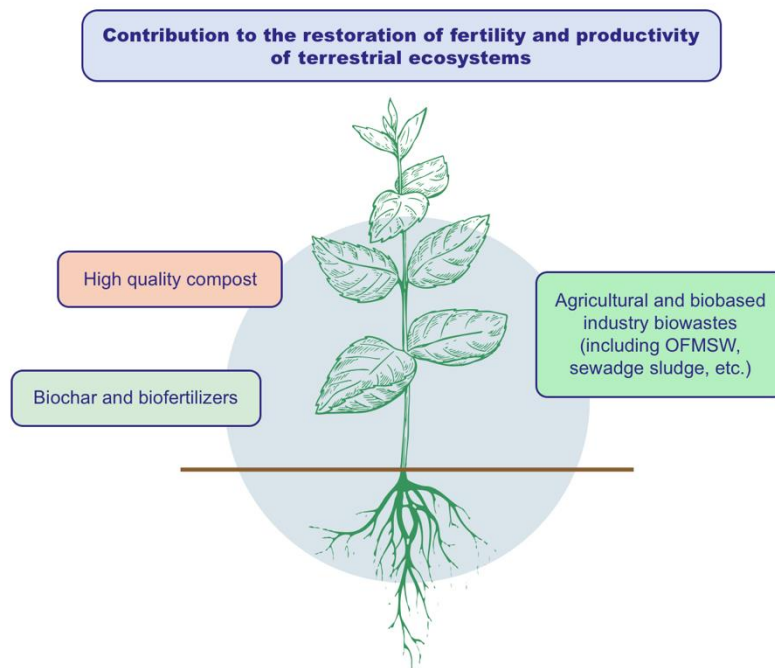 Contribution to the restoration of fertility and productivity
of terrestrial ecosystems
High quality compost
Agricultural and biobased
industry biowastes
(including OFMSW,
sewadge sludge, etc.)
Biochar and biofertilizers